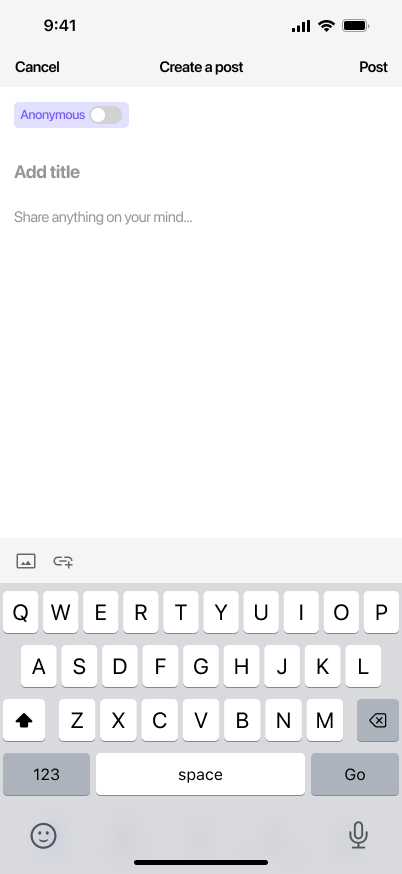 9:41
Cancel Create a post Post
Anonymous
Add title
Share anything on your mind...
Q W E R T Y U I O P
A S D F G H J K L
Z X C V B N M
123 space Go